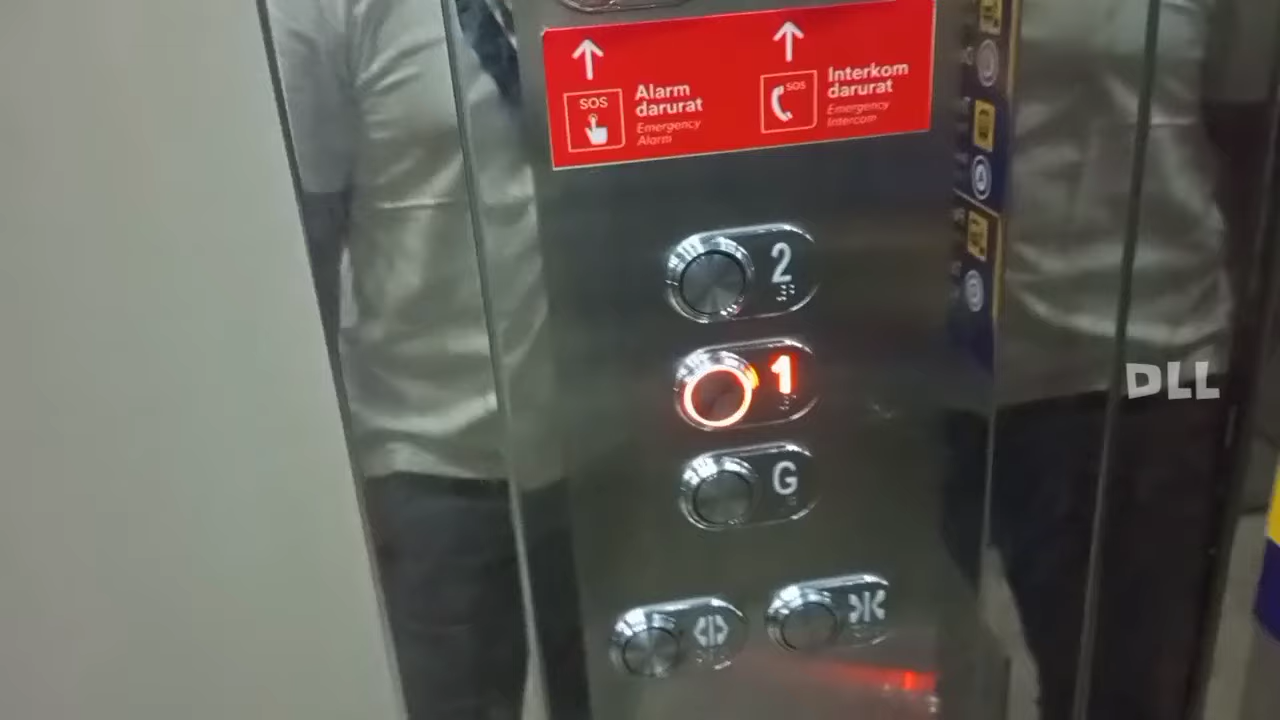 SOS
Alarm
darurat
Emergency
Alarm
SOS
Interkom
darurat
Emergency
Intercom
2
1
DLL
G